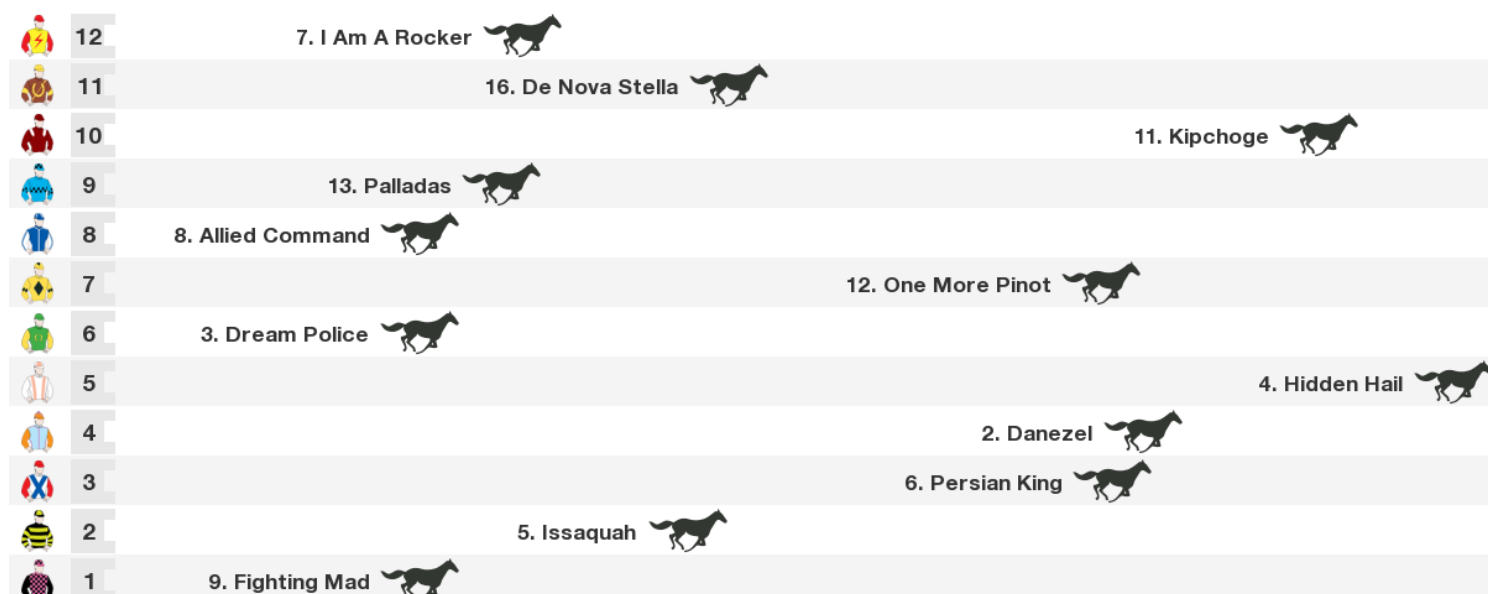 12 7. I Am A Rocker
11 16. De Nova Stella
10 11. Kipchoge
9 13. Palladas
8 8. Allied Command
7 12. One More Pinot
6 3. Dream Police
5 4. Hidden Hail
4 2. Danezel
3 6. Persian King
2 5. Issaquah
1 9. Fighting Mad